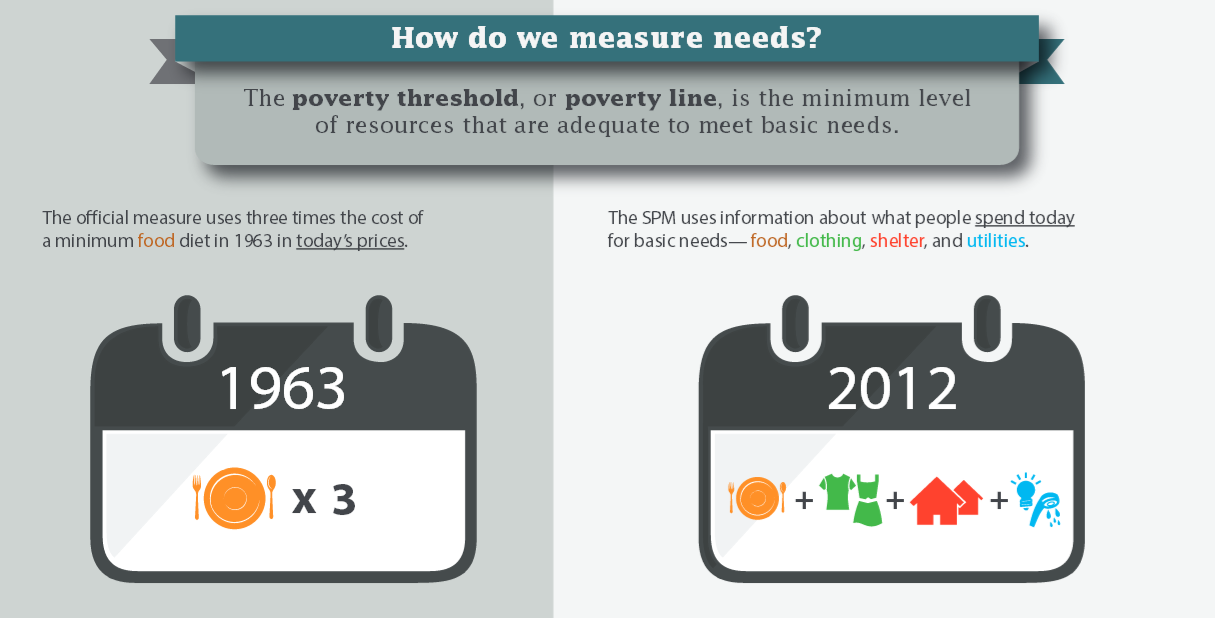 How do we measure needs?
The poverty threshold, or poverty line, is the minimum level
of resources that are adequate to meet basic needs.
The official measure uses three times the cost of
a minimum food diet in 1963 in today's prices.
The SPM uses information about what people spend today
for basic needs—food, clothing, shelter, and utilities.
1963
x 3
2012
+ + +